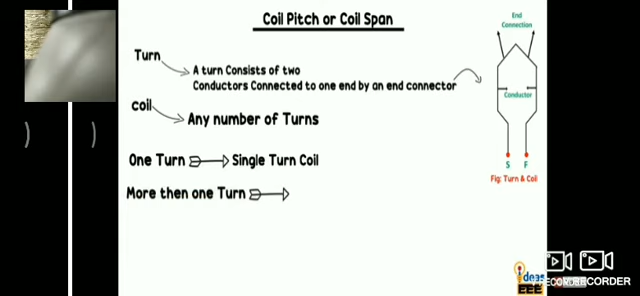 Coil Pitch or Coil Span
End
Connection
Turn
A turn Consists of two
Conductors Connected to one end by an end connector
Conductor
coil
Any number of Turns
One Turn Single Turn Coil
S F
Fig: Turn & Coil
More then one Turn
ideas
EEE
RECORDER